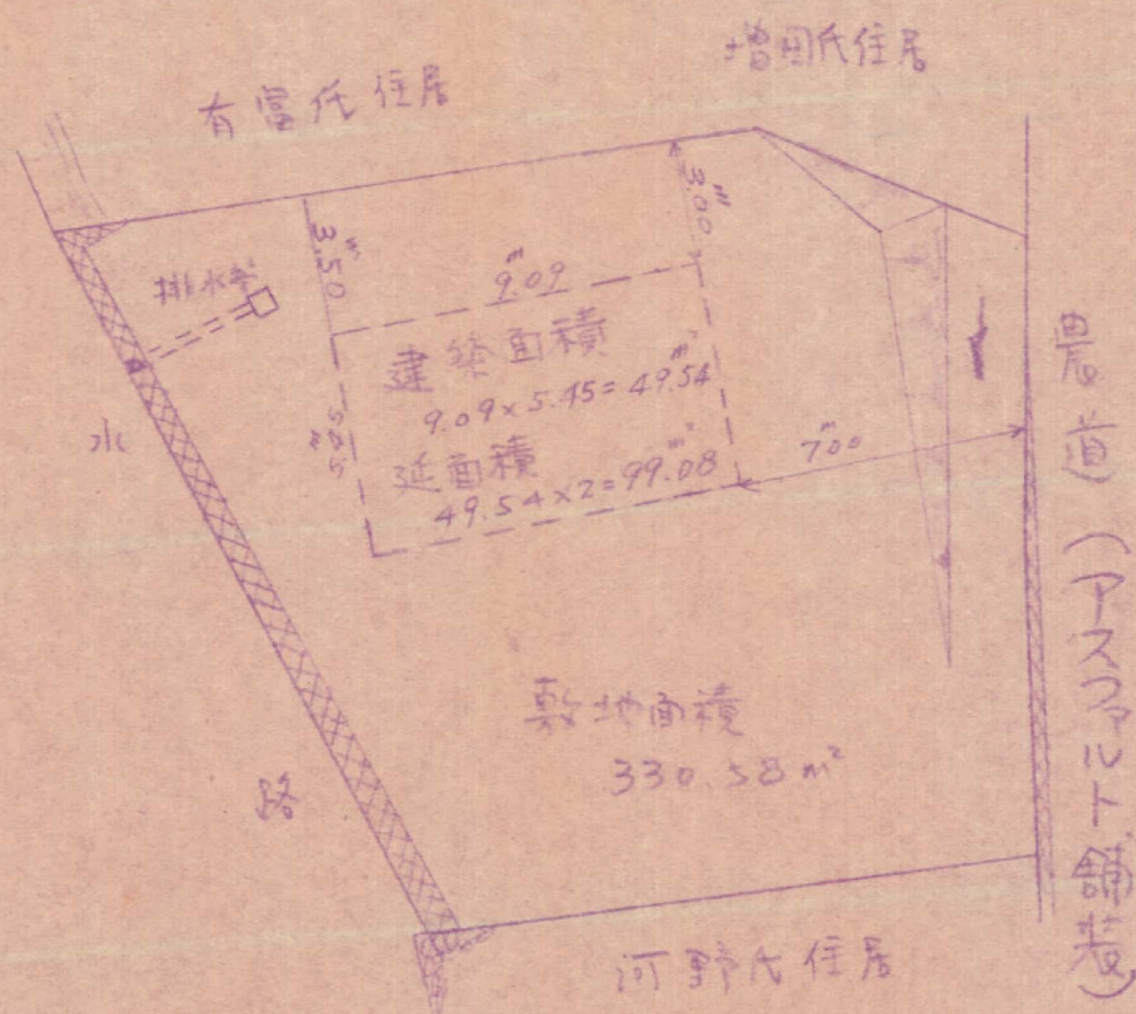 増田氏住居
有富氏住居
3.00m
3.50m
9.09m
排水
建築面積
9.09×5.45=49.54m²
5.45m
延面積
49.54×2=99.08m²
7.00m
水路
農道(アースファルト舗装)
敷地面積
330.58m²
河野氏住居